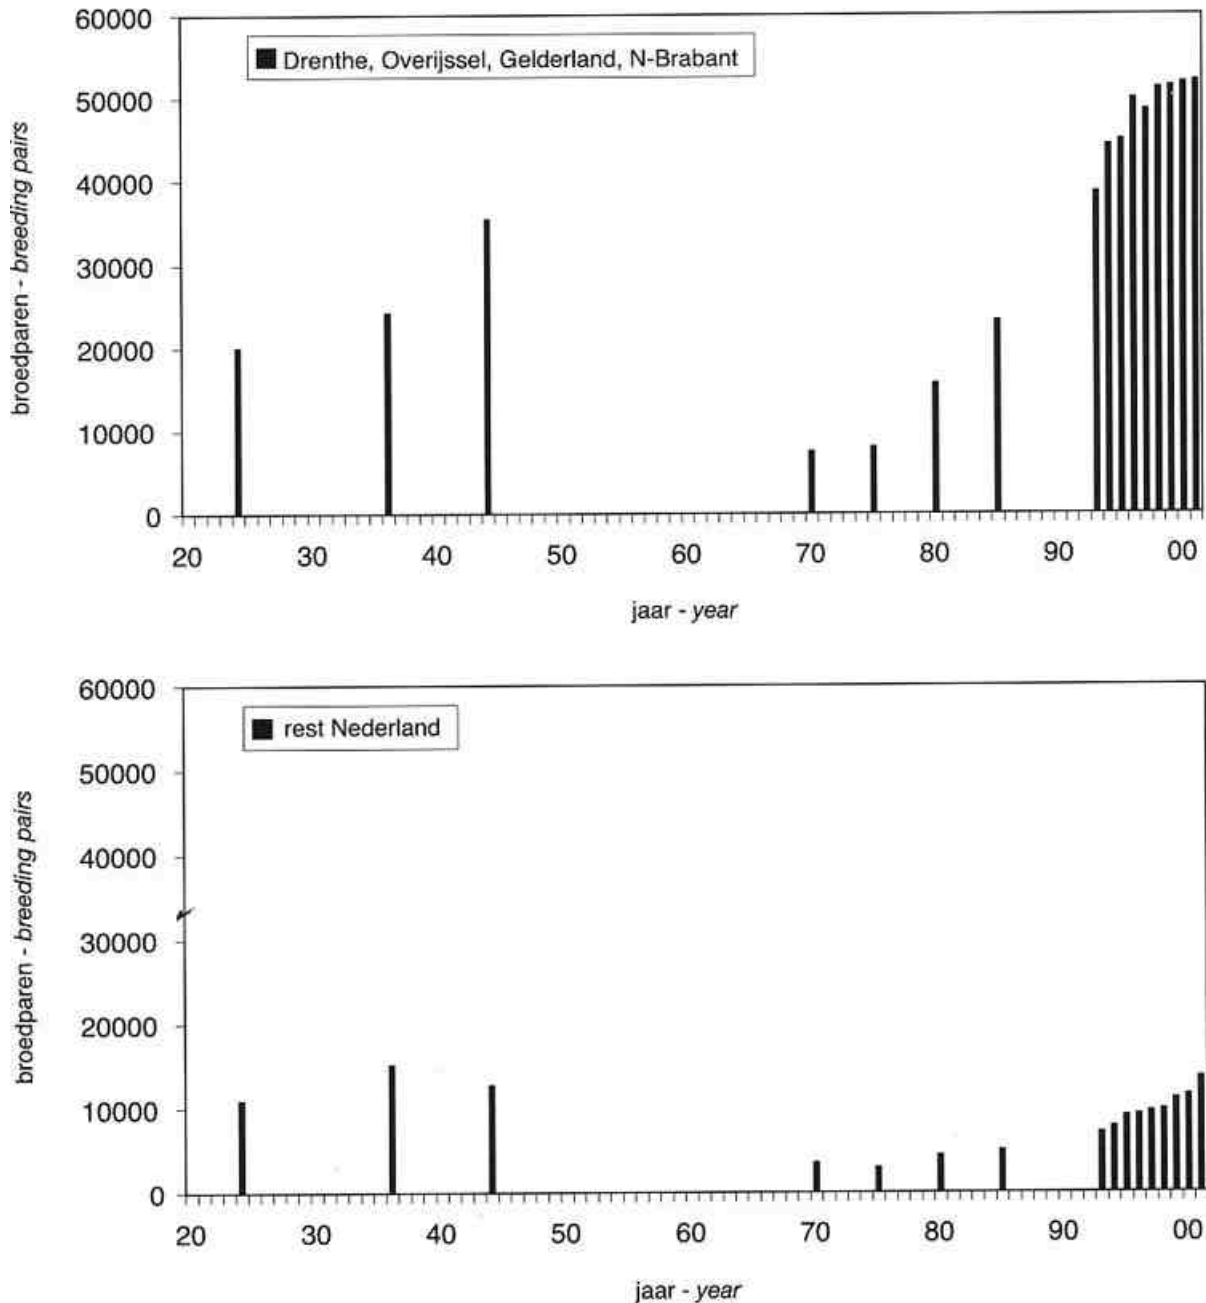 60000
Drenthe, Overijssel, Gelderland, N-Brabant
50000
40000
30000
20000
10000
0
broedparen - breeding pairs
20 30 40 50 60 70 80 90 00
jaar - year
60000
rest Nederland
50000
40000
30000
20000
10000
0
broedparen - breeding pairs
20 30 40 50 60 70 80 90 00
jaar - year